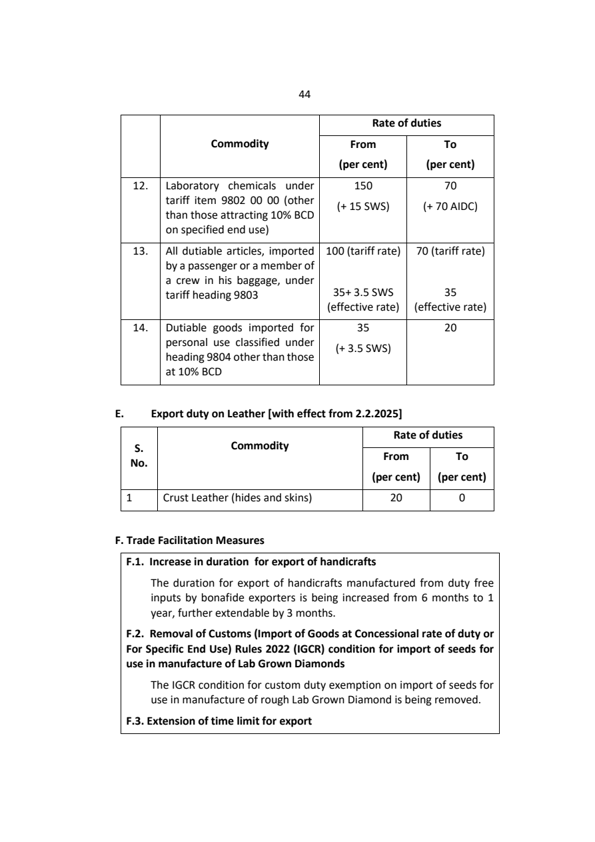 44
Rate of duties
Commodity
From
To
(per cent)
(per cent)
12.
Laboratory chemicals under
tariff item 9802 00 00 (other
than those attracting 10% BCD
on specified end use)
150
(+ 15 SWS)
70
(+ 70 AIDC)
13.
All dutiable articles, imported
by a passenger or a member of
a crew in his baggage, under
tariff heading 9803
100 (tariff rate)
35+ 3.5 SWS
(effective rate)
70 (tariff rate)
35
(effective rate)
14.
Dutiable goods imported for
personal use classified under
heading 9804 other than those
at 10% BCD
35
(+ 3.5 SWS)
20
E. Export duty on Leather [with effect from 2.2.2025]
S.
No.
Commodity
Rate of duties
From
(per cent)
To
(per cent)
1
Crust Leather (hides and skins)
20
0
F. Trade Facilitation Measures
F.1. Increase in duration for export of handicrafts
The duration for export of handicrafts manufactured from duty free
inputs by bonafide exporters is being increased from 6 months to 1
year, further extendable by 3 months.
F.2. Removal of Customs (Import of Goods at Concessional rate of duty or
For Specific End Use) Rules 2022 (IGCR) condition for import of seeds for
use in manufacture of Lab Grown Diamonds
The IGCR condition for custom duty exemption on import of seeds for
use in manufacture of rough Lab Grown Diamond is being removed.
F.3. Extension of time limit for export